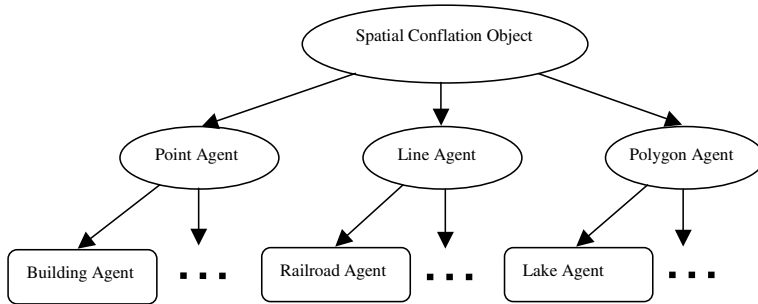 Spatial Conflation Object
Point Agent
Line Agent
Polygon Agent
Building Agent
Railroad Agent
Lake Agent